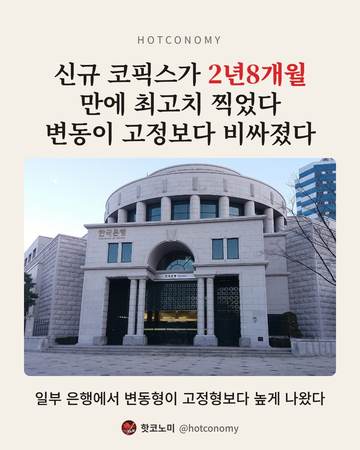 HOTCONOMY
신규 코픽스가 2년8개월
만에 최고치 찍었다
변동이 고정보다 비싸졌다
한국은행
일부 은행에서 변동형이 고정형보다 높게 나왔다
핫코노미 @hotconomy